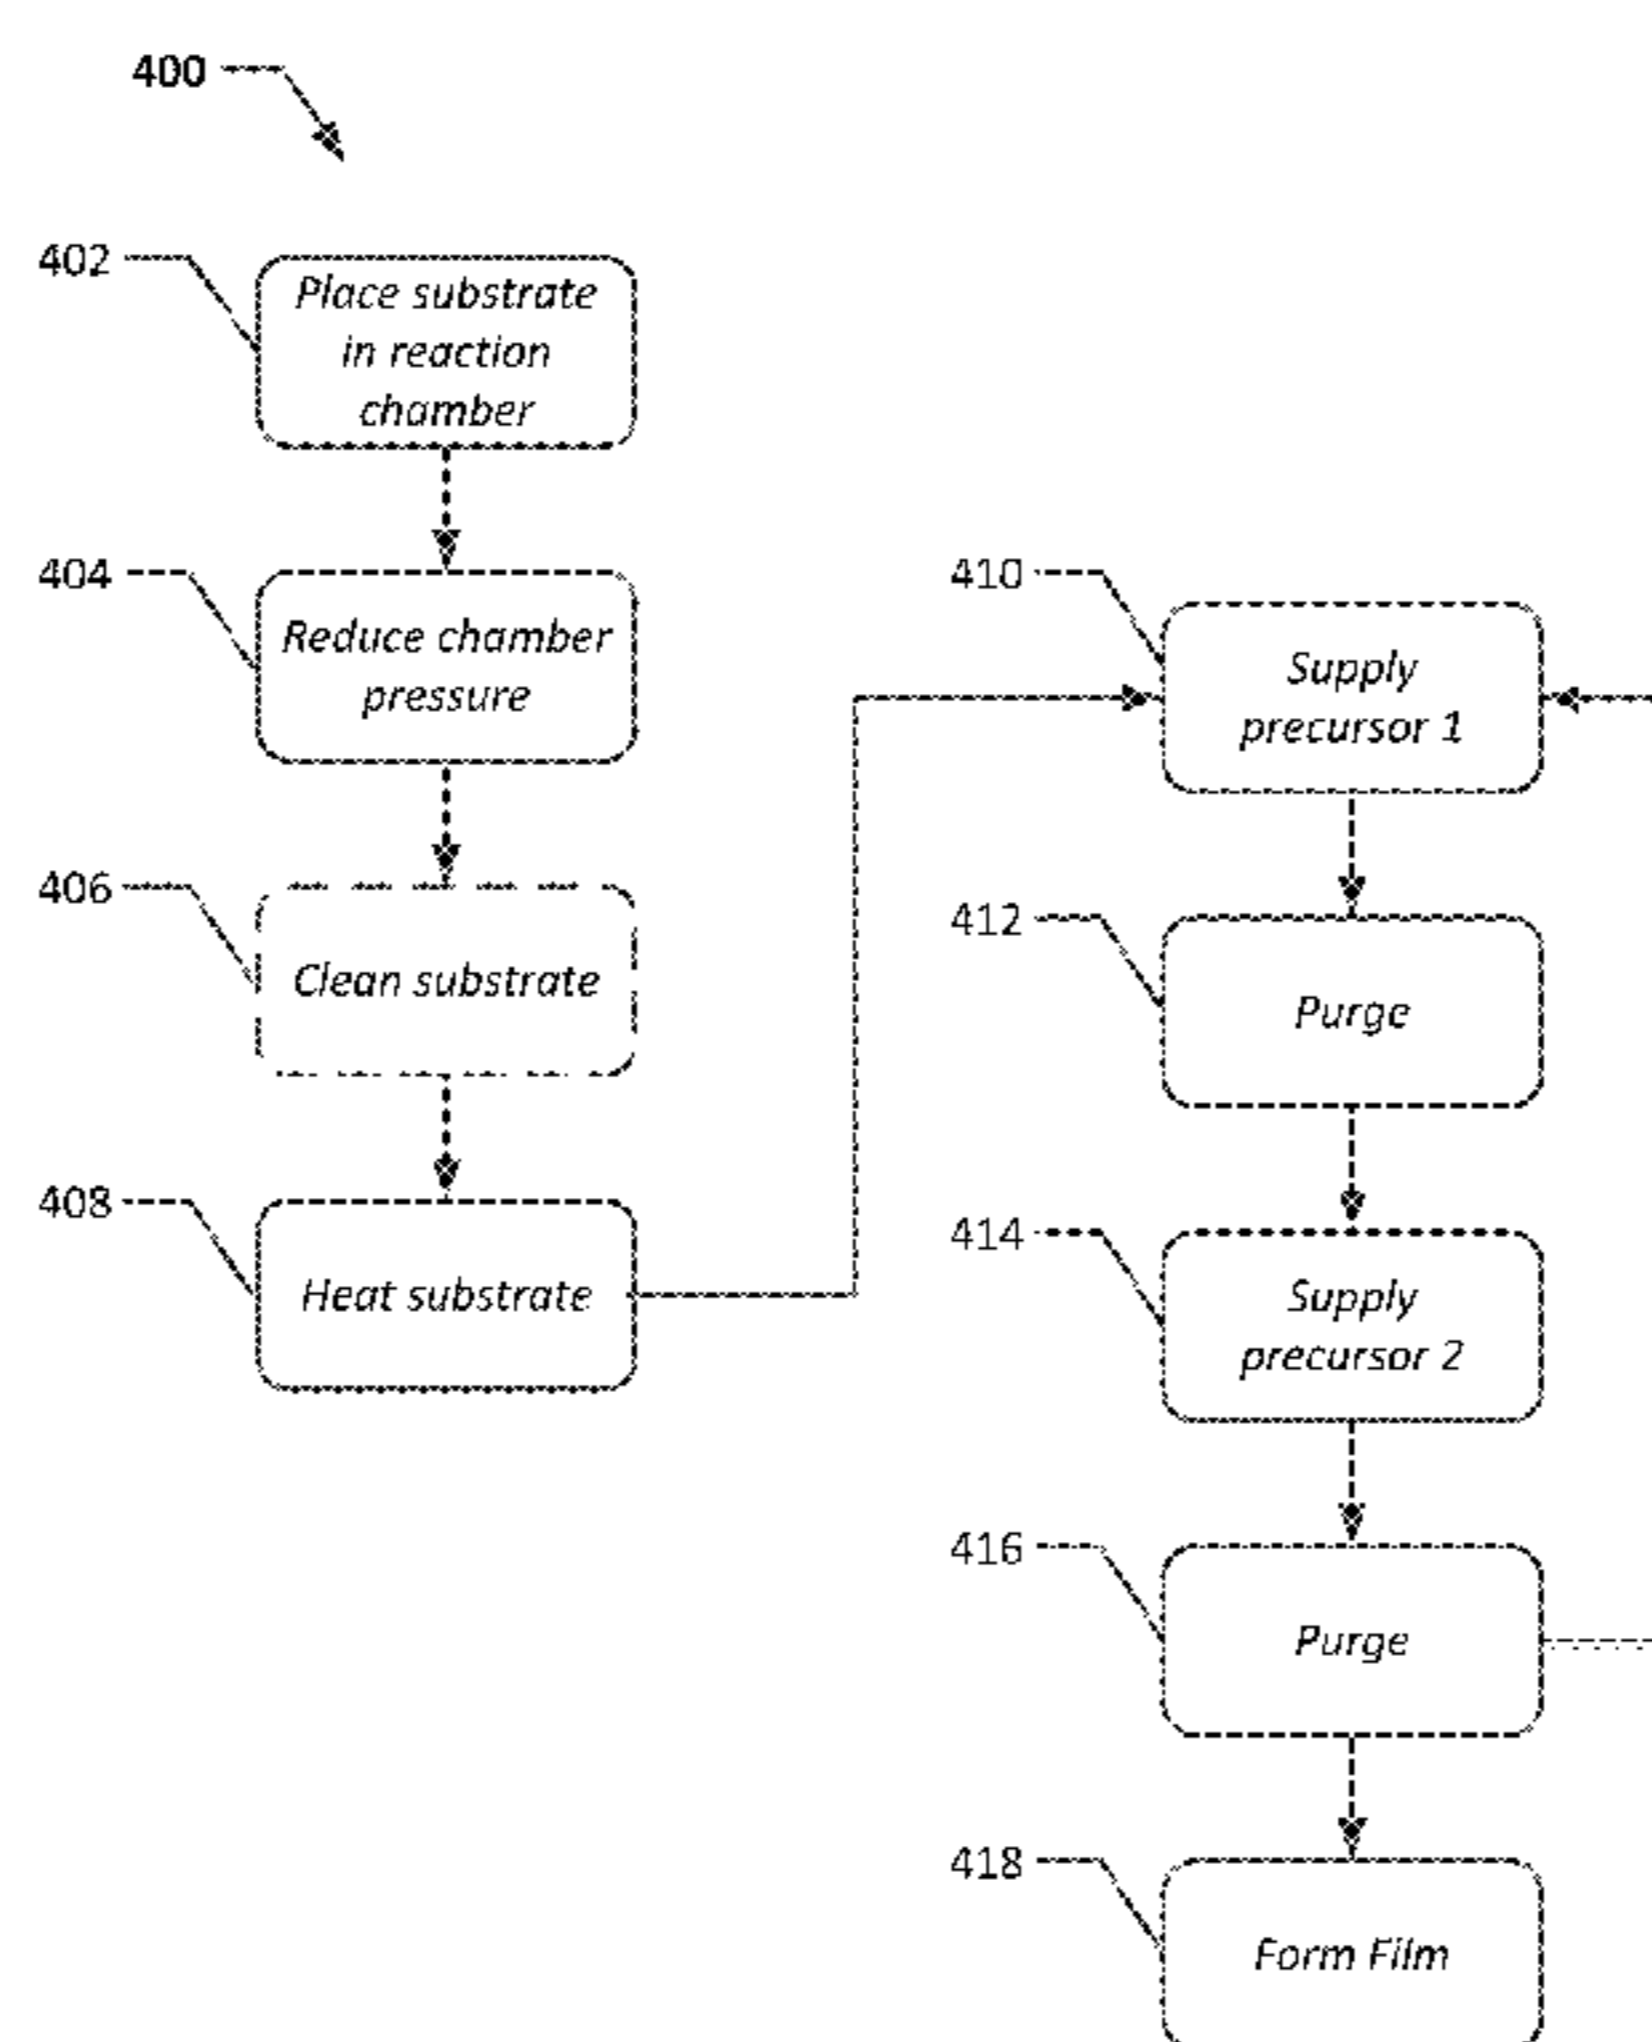 400
402
Place substrate
in reaction
chamber
404
Reduce chamber
pressure
406
Clean substrate
408
Heat substrate
410
Supply
precursor 1
412
Purge
414
Supply
precursor 2
416
Purge
418
Form Film